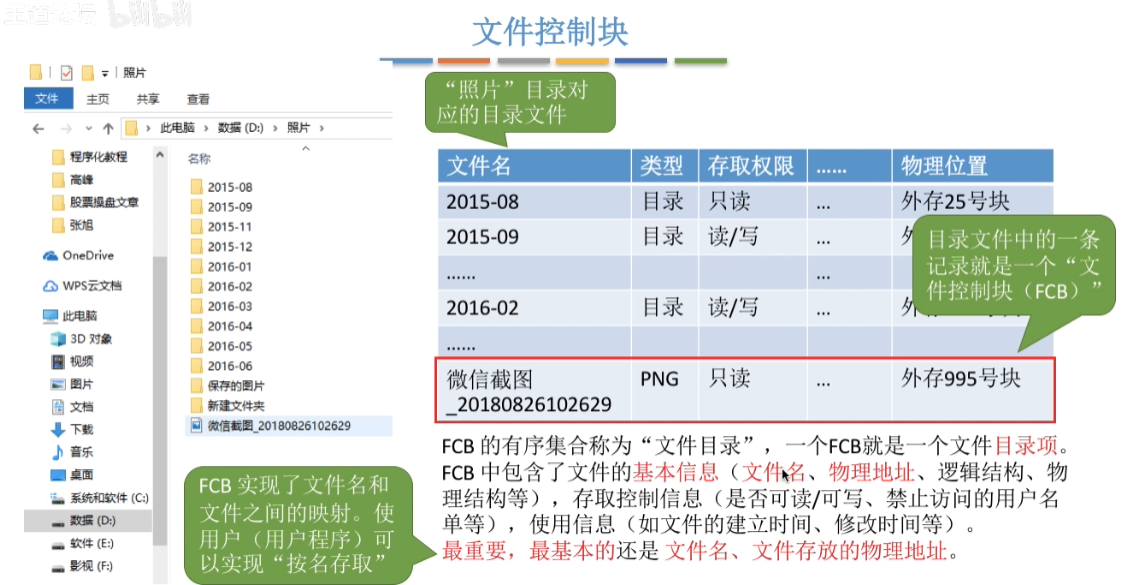 bilibili
文件控制块
照片
文件
主页
共享
查看
此电脑 › 数据 (D:) › 照片 ›
程序化教程
高峰
股票操盘文章
张旭
OneDrive
WPS云文档
此电脑
3D 对象
视频
图片
文档
下载
音乐
桌面
系统和软件 (C:)
数据 (D:)
软件 (E:)
影视 (F:)
名称
2015-08
2015-09
2015-11
2015-12
2016-01
2016-02
2016-03
2016-04
2016-05
2016-06
保存的图片
新建文件夹
微信截图_20180826102629
“照片”目录对
应的目录文件
文件名 类型 存取权限 …… 物理位置
2015-08 目录 只读 … 外存25号块
2015-09 目录 读/写 … 外
…… …
2016-02 目录 读/写 … 外
……
微信截图 PNG 只读 … 外存995号块
_20180826102629
目录文件中的一条
记录就是一个“文
件控制块（FCB）”
FCB 的有序集合称为“文件目录”，一个FCB就是一个文件目录项。
FCB 中包含了文件的基本信息（文件名、物理地址、逻辑结构、物
理结构等），存取控制信息（是否可读/可写、禁止访问的用户名
单等），使用信息（如文件的建立时间、修改时间等）。
最重要，最基本的还是 文件名、文件存放的物理地址。
FCB 实现了文件名和
文件之间的映射。使
用户（用户程序）可
以实现“按名存取”